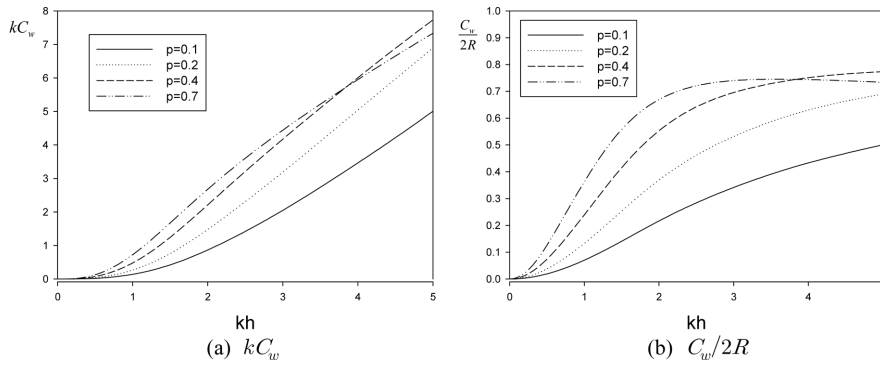 kC_w
8
7
6
5
4
3
2
1
0
p=0.1
p=0.2
p=0.4
p=0.7
0 1 2 3 4 5
kh
(a) kC_w
C_w
2R
1.0
0.9
0.8
0.7
0.6
0.5
0.4
0.3
0.2
0.1
0.0
p=0.1
p=0.2
p=0.4
p=0.7
0 1 2 3 4
kh
(b) C_w/2R